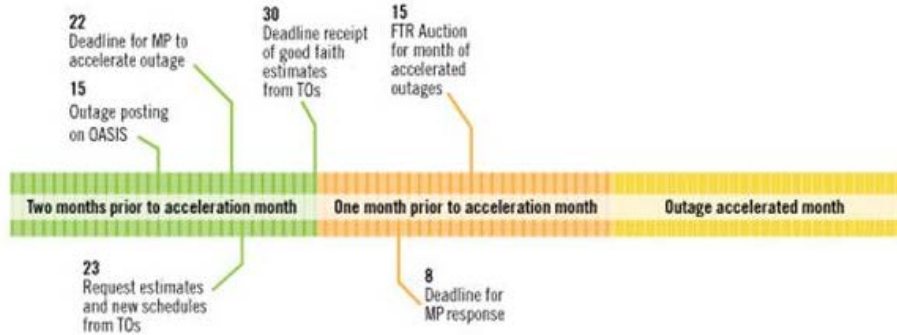 22
Deadline for MP to
accelerate outage
15
Outage posting
on OASIS
30
Deadline receipt
of good faith
estimates
from TOs
15
FTR Auction
for month of
accelerated
outages
Two months prior to acceleration month
One month prior to acceleration month
Outage accelerated month
23
Request estimates
and new schedules
from TOs
8
Deadline for
MP response